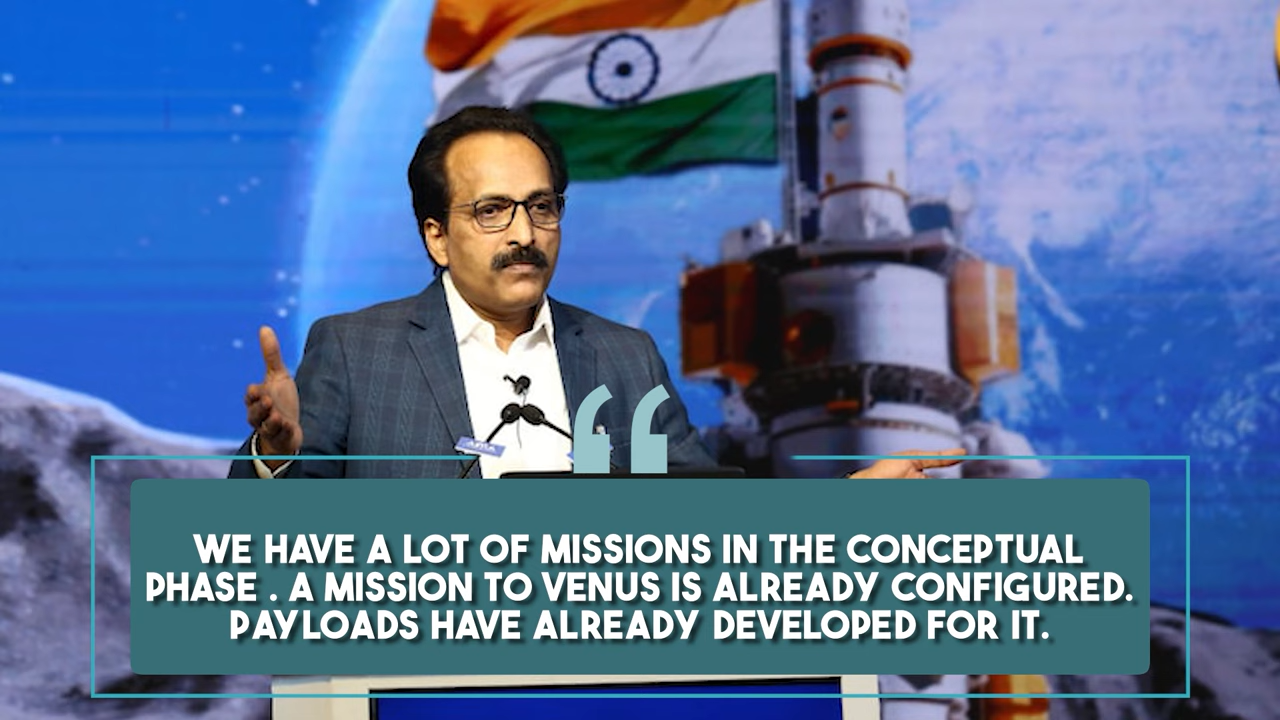 WE HAVE A LOT OF MISSIONS IN THE CONCEPTUAL
PHASE . A MISSION TO VENUS IS ALREADY CONFIGURED.
PAYLOADS HAVE ALREADY DEVELOPED FOR IT.